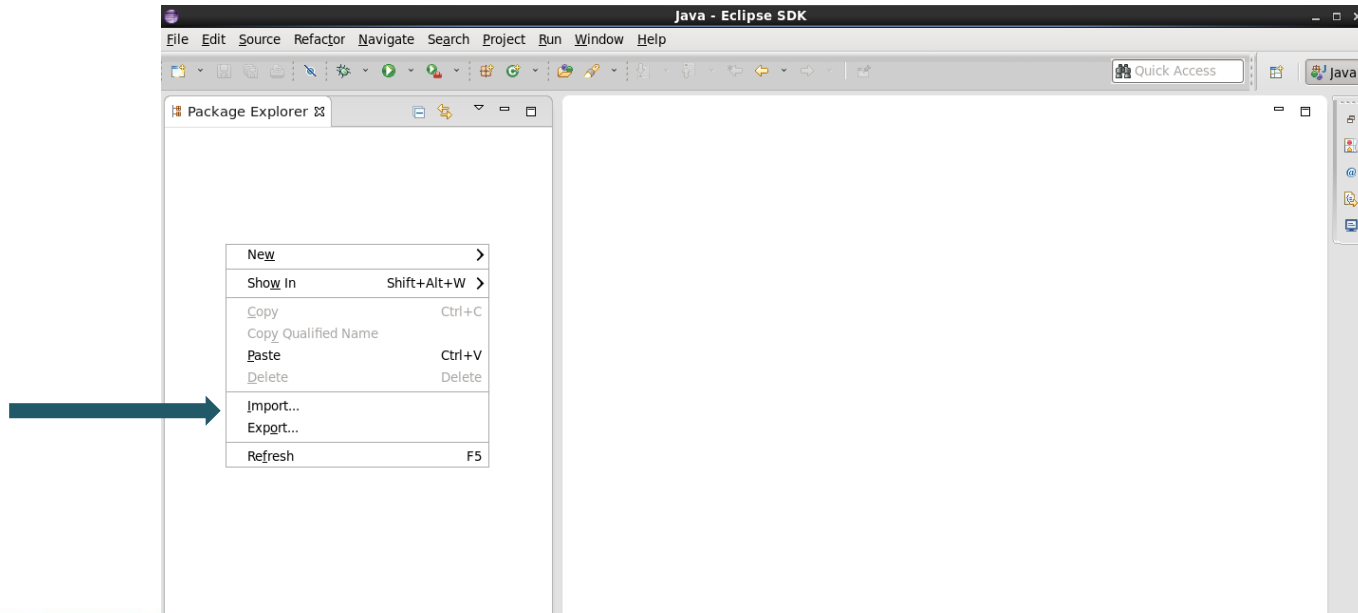 Java - Eclipse SDK
File Edit Source Refactor Navigate Search Project Run Window Help
Quick Access
Java
Package Explorer
New
Show In Shift+Alt+W
Copy Ctrl+C
Copy Qualified Name
Paste Ctrl+V
Delete Delete
Import...
Export...
Refresh F5